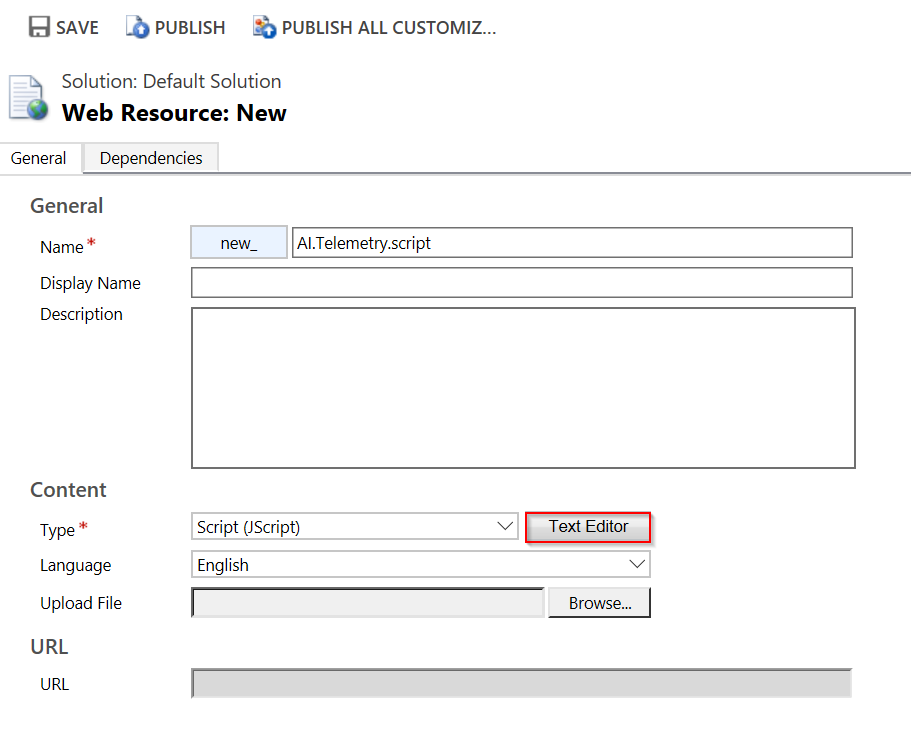 SAVE PUBLISH PUBLISH ALL CUSTOMIZ...
Solution: Default Solution
Web Resource: New
General Dependencies
General
Name* new_ AI.Telemetry.script
Display Name
Description
Content
Type* Script (JScript) Text Editor
Language English
Upload File Browse...
URL
URL